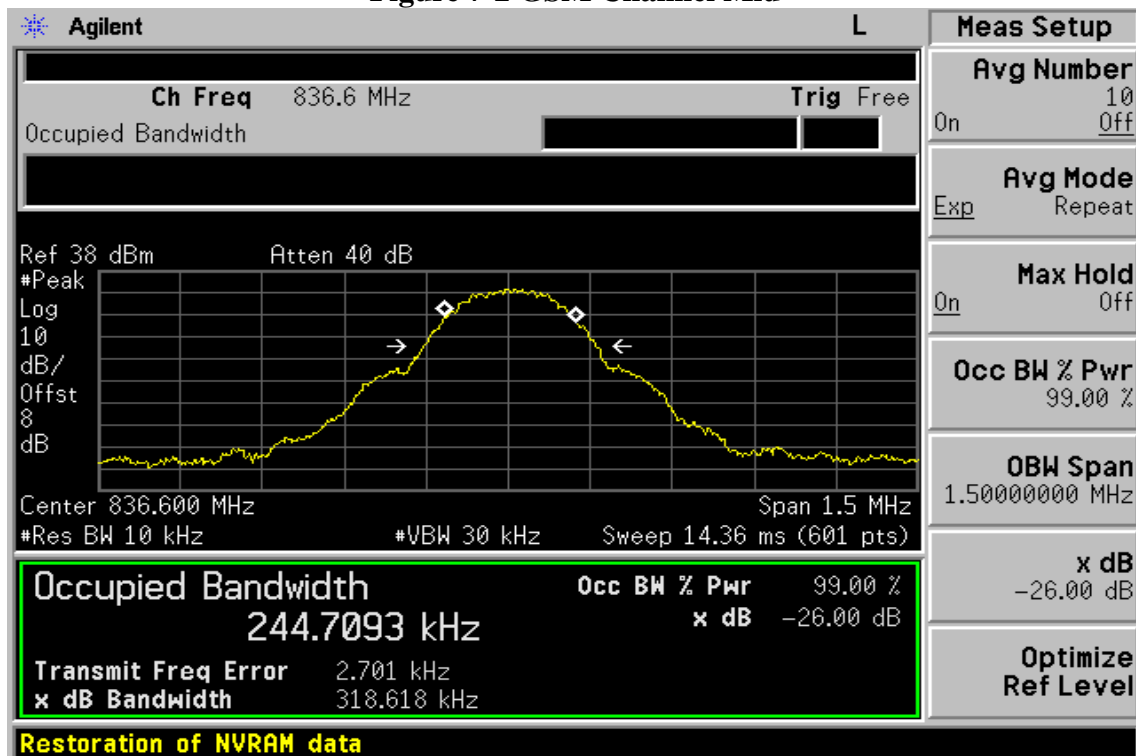 Agilent
L
Meas Setup
Ch Freq 836.6 MHz
Trig Free
Occupied Bandwidth
Avg Number
10
On Off
Avg Mode
Exp Repeat
Max Hold
On Off
Occ BW % Pwr
99.00 %
OBW Span
1.50000000 MHz
x dB
-26.00 dB
Optimize
Ref Level
Ref 38 dBm Atten 40 dB
#Peak
Log
10
dB/
Offst
8
dB
Center 836.600 MHz Span 1.5 MHz
#Res BW 10 kHz #VBW 30 kHz Sweep 14.36 ms (601 pts)
Occupied Bandwidth
244.7093 kHz
Occ BW % Pwr 99.00 %
x dB -26.00 dB
Transmit Freq Error 2.701 kHz
x dB Bandwidth 318.618 kHz
Restoration of NVRAM data